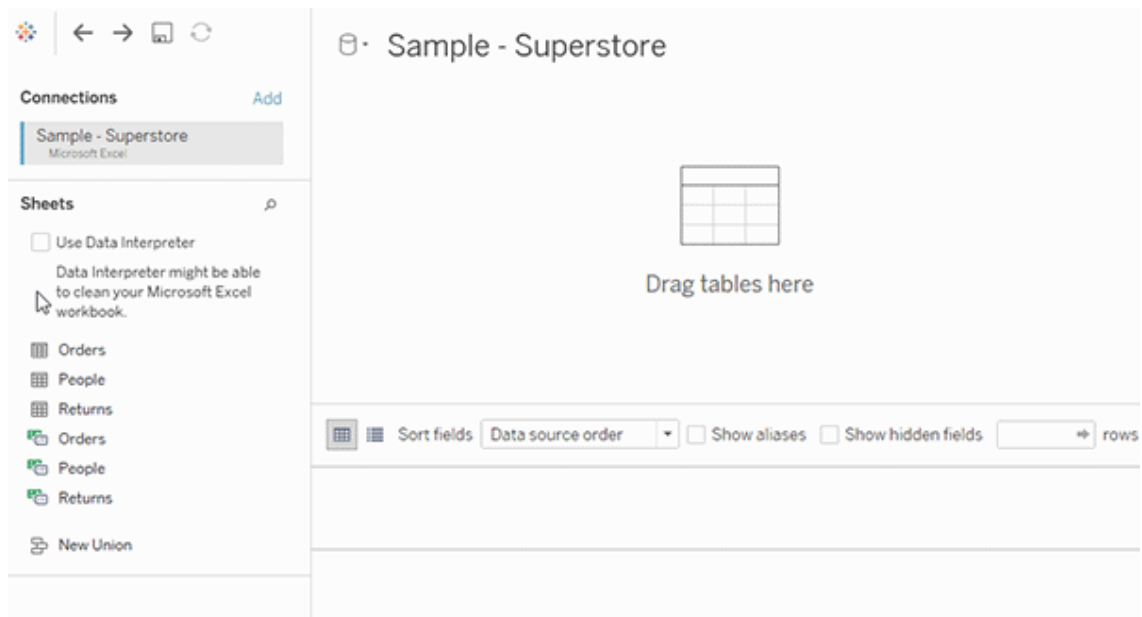 Sample - Superstore
Connections
Add
Sample - Superstore
Microsoft Excel
Sheets
Use Data Interpreter
Data Interpreter might be able
to clean your Microsoft Excel
workbook.
Orders
People
Returns
Orders
People
Returns
New Union
Drag tables here
Sort fields Data source order Show aliases Show hidden fields rows